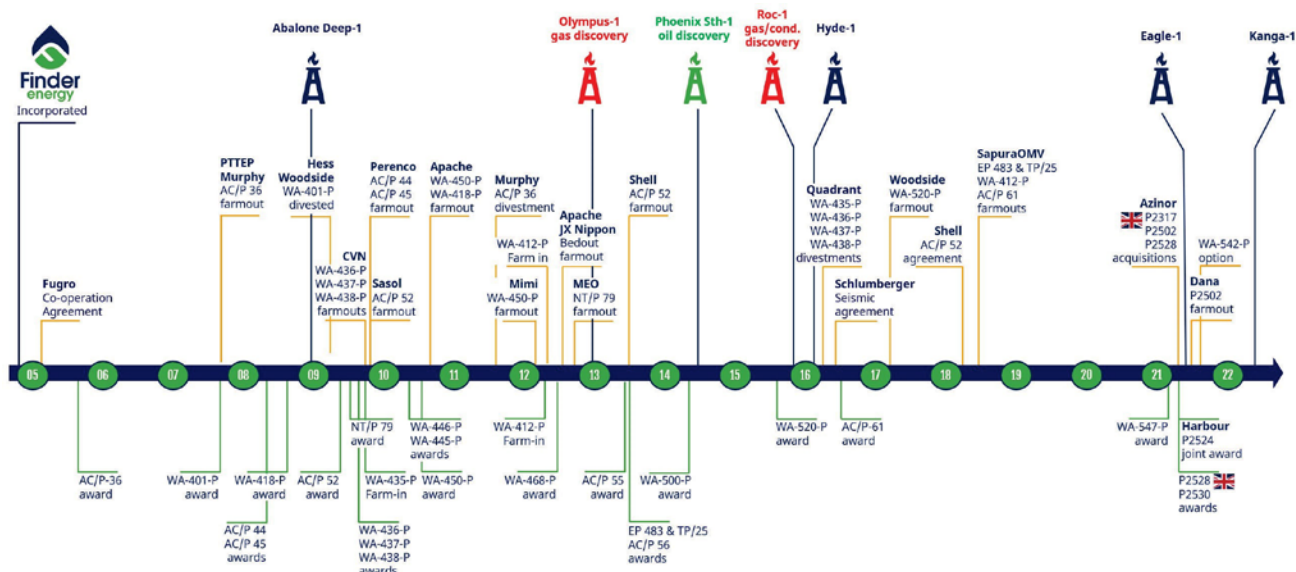 Finder
energy
Incorporated
Abalone Deep-1
Olympus-1
gas discovery
Phoenix Sth-1
oil discovery
Roc-1
gas/cond.
discovery
Hyde-1
Eagle-1
Kanga-1
Fugro
Co-operation
Agreement
PTTEP
Murphy
AC/P 36
farmout
Hess
Woodside
WA-401-P
divested
CVN
WA-436-P
WA-437-P
WA-438-P
farmouts
Perenco
AC/P 44
AC/P 45
farmout
Sasol
AC/P 52
farmout
Apache
WA-450-P
WA-418-P
farmout
Murphy
AC/P 36
divestment
WA-412-P
Farm in
Mimi
WA-450-P
farmout
Apache
JX Nippon
Bedout
farmout
MEO
NT/P 79
farmout
Shell
AC/P 52
farmout
Quadrant
WA-435-P
WA-436-P
WA-437-P
WA-438-P
divestments
Schlumberger
Seismic
agreement
Woodside
WA-520-P
farmout
Shell
AC/P 52
agreement
SapuraOMV
EP 483 & TP/25
WA-412-P
AC/P 61
farmouts
Azinor
P2317
P2502
P2528
acquisitions
WA-542-P
option
Dana
P2502
farmout
05 06 07 08 09 10 11 12 13 14 15 16 17 18 19 20 21 22
AC/P-36
award
WA-401-P
award
AC/P 44
AC/P 45
awards
WA-418-P
award
AC/P 52
award
NT/P 79
award
WA-436-P
WA-437-P
WA-438-P
awards
WA-435-P
Farm-in
WA-446-P
WA-445-P
awards
WA-450-P
award
WA-412-P
Farm-in
WA-468-P
award
AC/P 55
award
EP 483 & TP/25
AC/P 56
awards
WA-500-P
award
WA-520-P
award
AC/P-61
award
WA-547-P
award
Harbour
P2524
joint award
P2528
P2530
awards